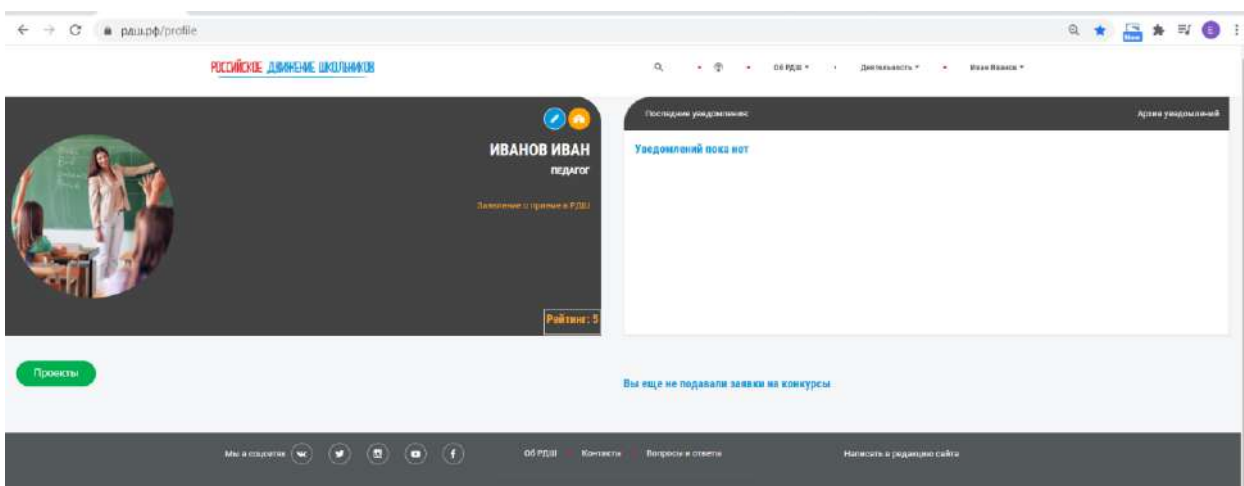 рдш.рф/profile
New
E
РОССИЙСКОЕ ДВИЖЕНИЕ ШКОЛЬНИКОВ
Об РДШ
Деятельность
Иван Иванов
ИВАНОВ ИВАН
ПЕДАГОГ
Заявление о приеме в РДШ
Рейтинг: 5
Последние уведомления:
Архив уведомлений
Уведомлений пока нет
Проекты
Вы еще не подавали заявки на конкурсы
Мы в соцсетях
Об РДШ
Контакты
Вопросы и ответы
Написать в редакцию сайта